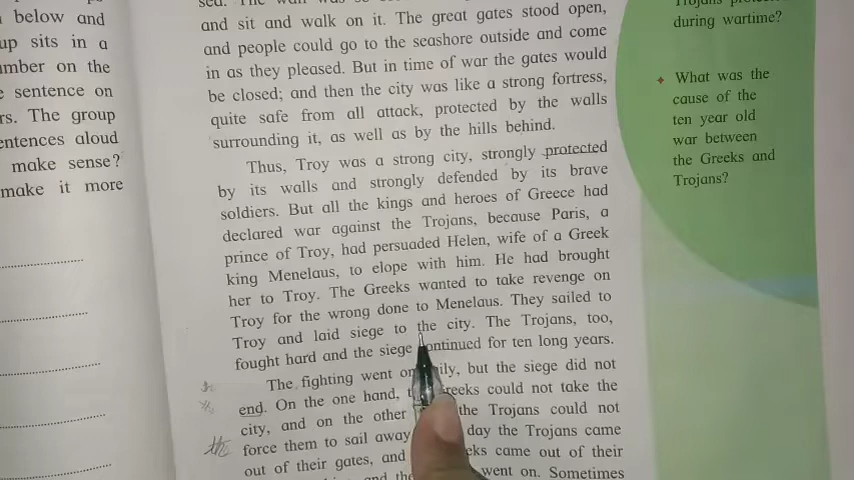 below and
up sits in a
mber on the
sentence on
rs. The group
entences aloud
make sense?
make it more
and sit and walk on it. The great gates stood open,
and people could go to the seashore outside and come
in as they pleased. But in time of war the gates would
be closed; and then the city was like a strong fortress,
quite safe from all attack, protected by the walls
surrounding it, as well as by the hills behind.
Thus, Troy was a strong city, strongly protected
by its walls and strongly defended by its brave
soldiers. But all the kings and heroes of Greece had
declared war against the Trojans, because Paris, a
prince of Troy, had persuaded Helen, wife of a Greek
king Menelaus, to elope with him. He had brought
her to Troy. The Greeks wanted to take revenge on
Troy for the wrong done to Menelaus. They sailed to
Troy and laid siege to the city. The Trojans, too,
fought hard and the siege continued for ten long years.
The fighting went on daily, but the siege did not
end. On the one hand, the Greeks could not take the
city, and on the other the Trojans could not
force them to sail away. day the Trojans came
out of their gates, and eks came out of their
and the went on. Sometimes
during wartime?
What was the
cause of the
ten year old
war between
the Greeks and
Trojans?